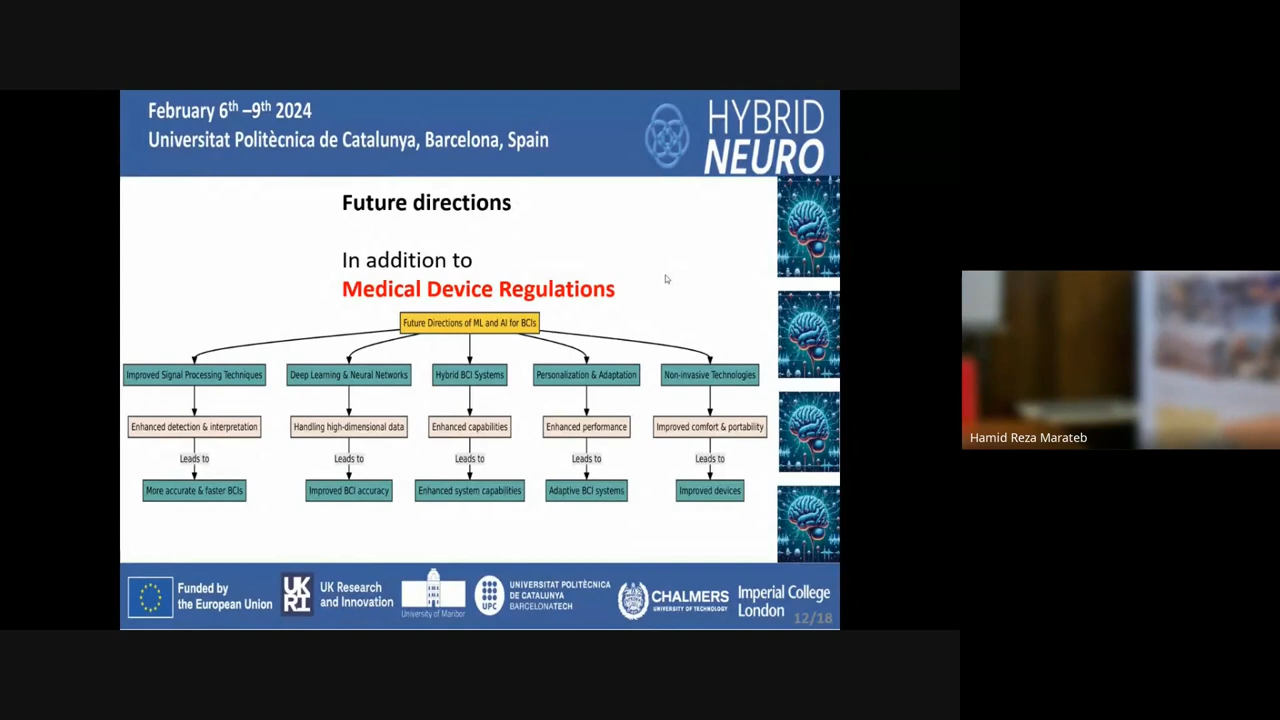 February 6th –9th 2024
Universitat Politècnica de Catalunya, Barcelona, Spain
HYBRID
NEURO
Future directions
In addition to
Medical Device Regulations
Future Directions of ML and AI for BCIs
Improved Signal Processing Techniques
Deep Learning & Neural Networks
Hybrid BCI Systems
Personalization & Adaptation
Non-invasive Technologies
Enhanced detection & interpretation
Handling high-dimensional data
Enhanced capabilities
Enhanced performance
Improved comfort & portability
Leads to
Leads to
Leads to
Leads to
Leads to
More accurate & faster BCIs
Improved BCI accuracy
Enhanced system capabilities
Adaptive BCI systems
Improved devices
Hamid Reza Marateb
Funded by
the European Union
UK
RI
UK Research
and Innovation
University of Maribor
UPC
UNIVERSITAT POLITÈCNICA
DE CATALUNYA
BARCELONATECH
CHALMERS
UNIVERSITY OF TECHNOLOGY
Imperial College
London
12/18